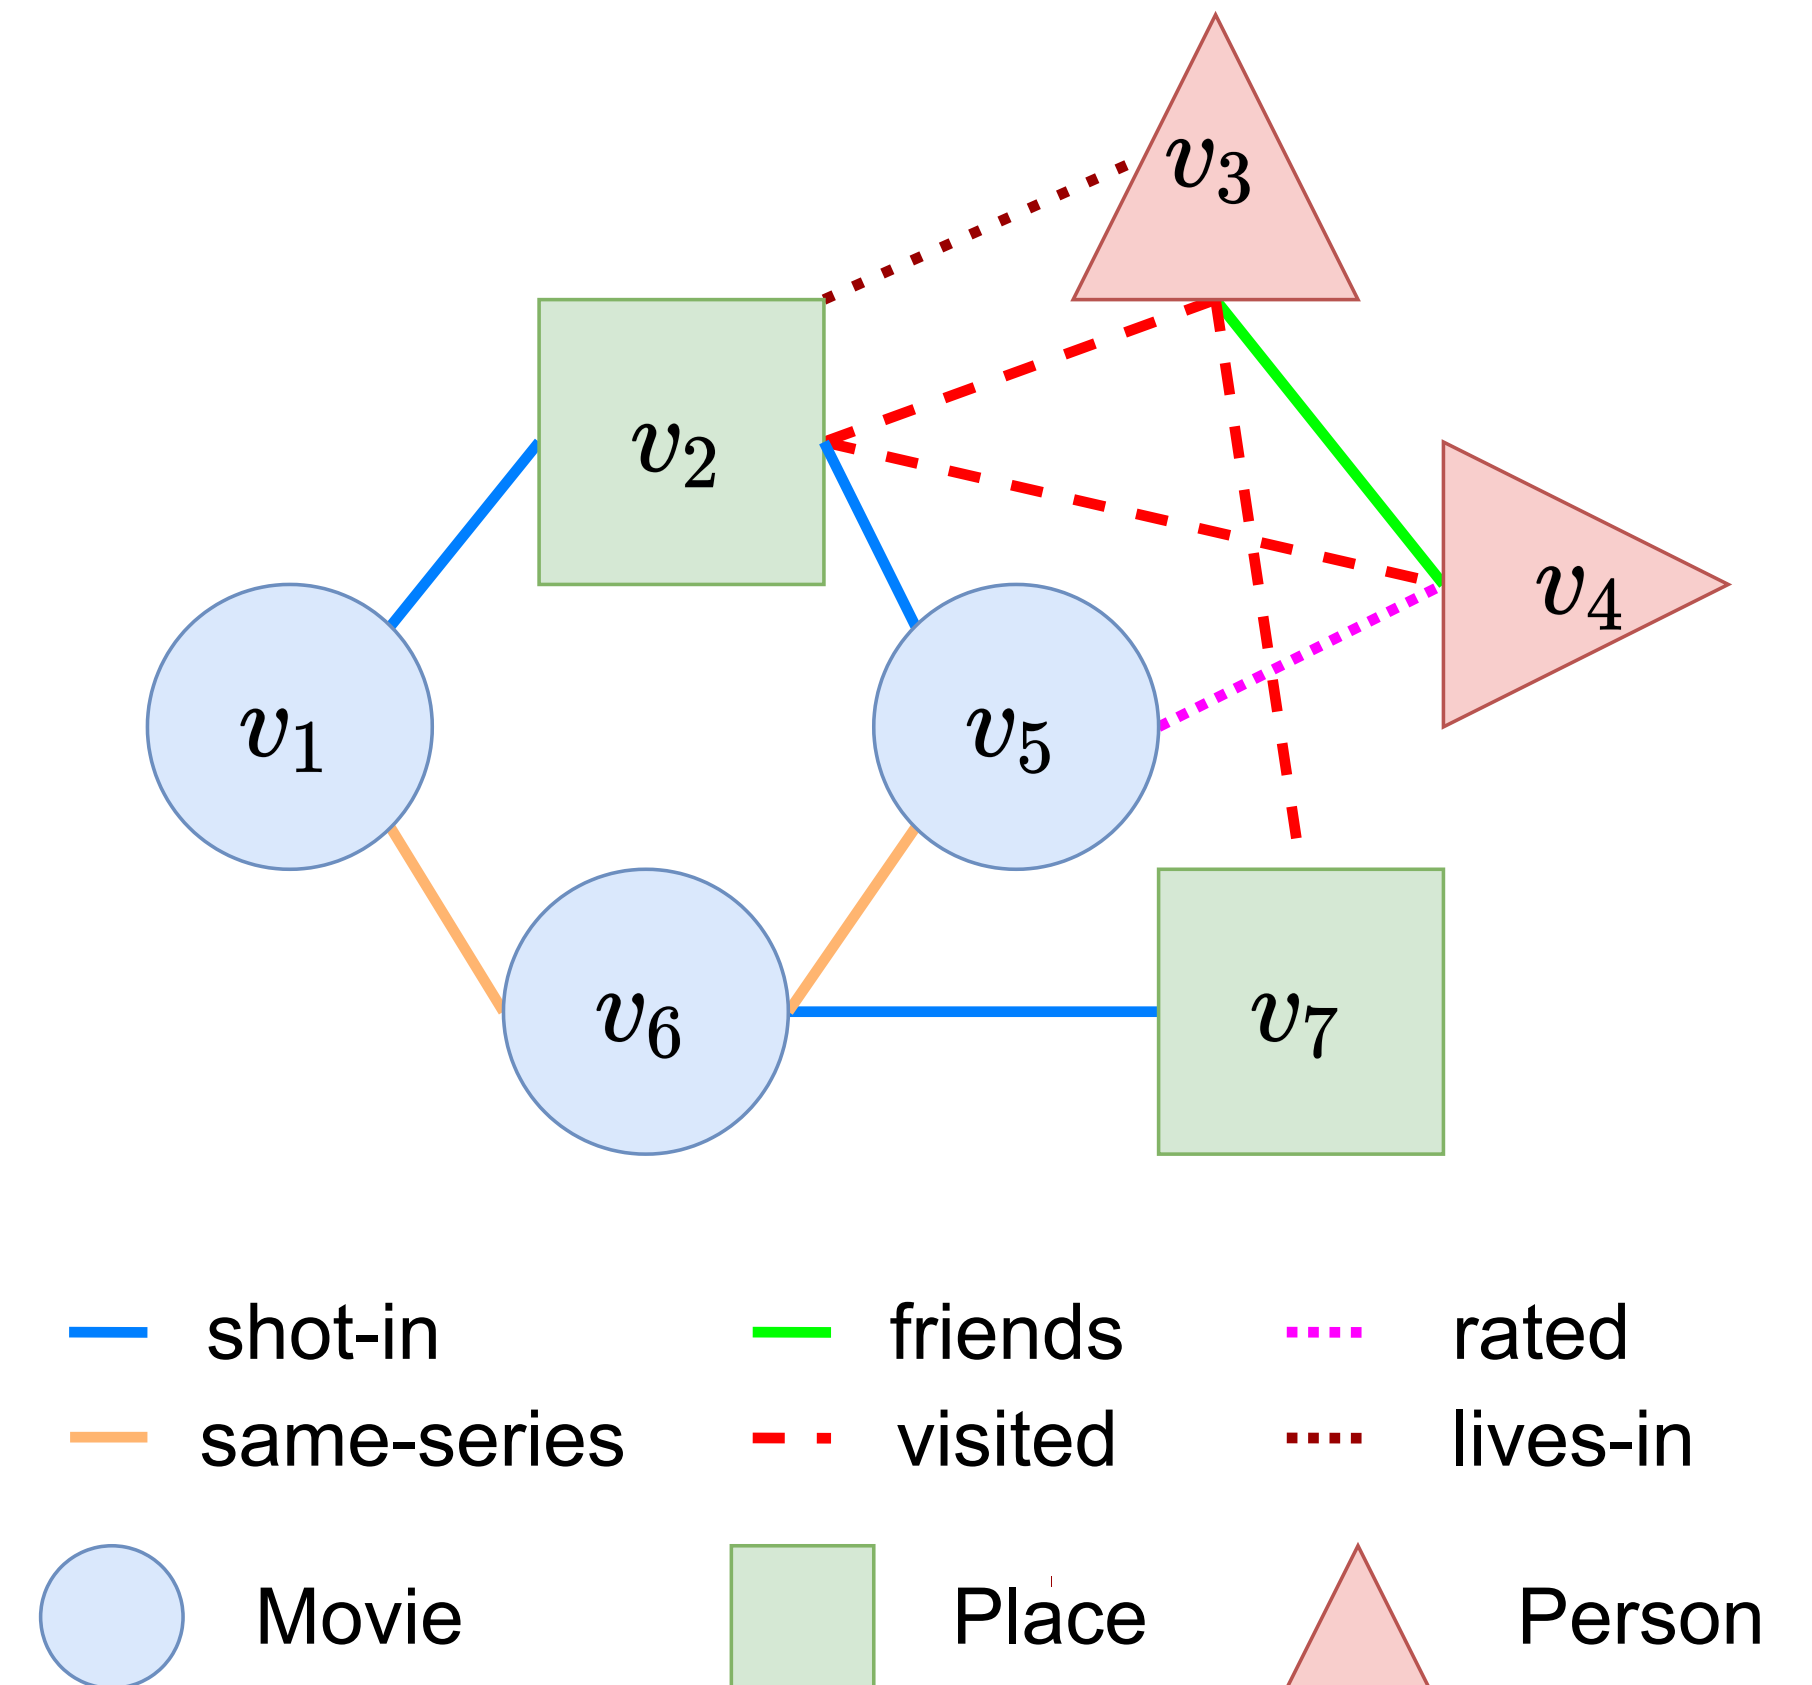 v3
v2
v4
v1
v5
v6
v7
shot-in friends rated
same-series visited lives-in
Movie Place Person